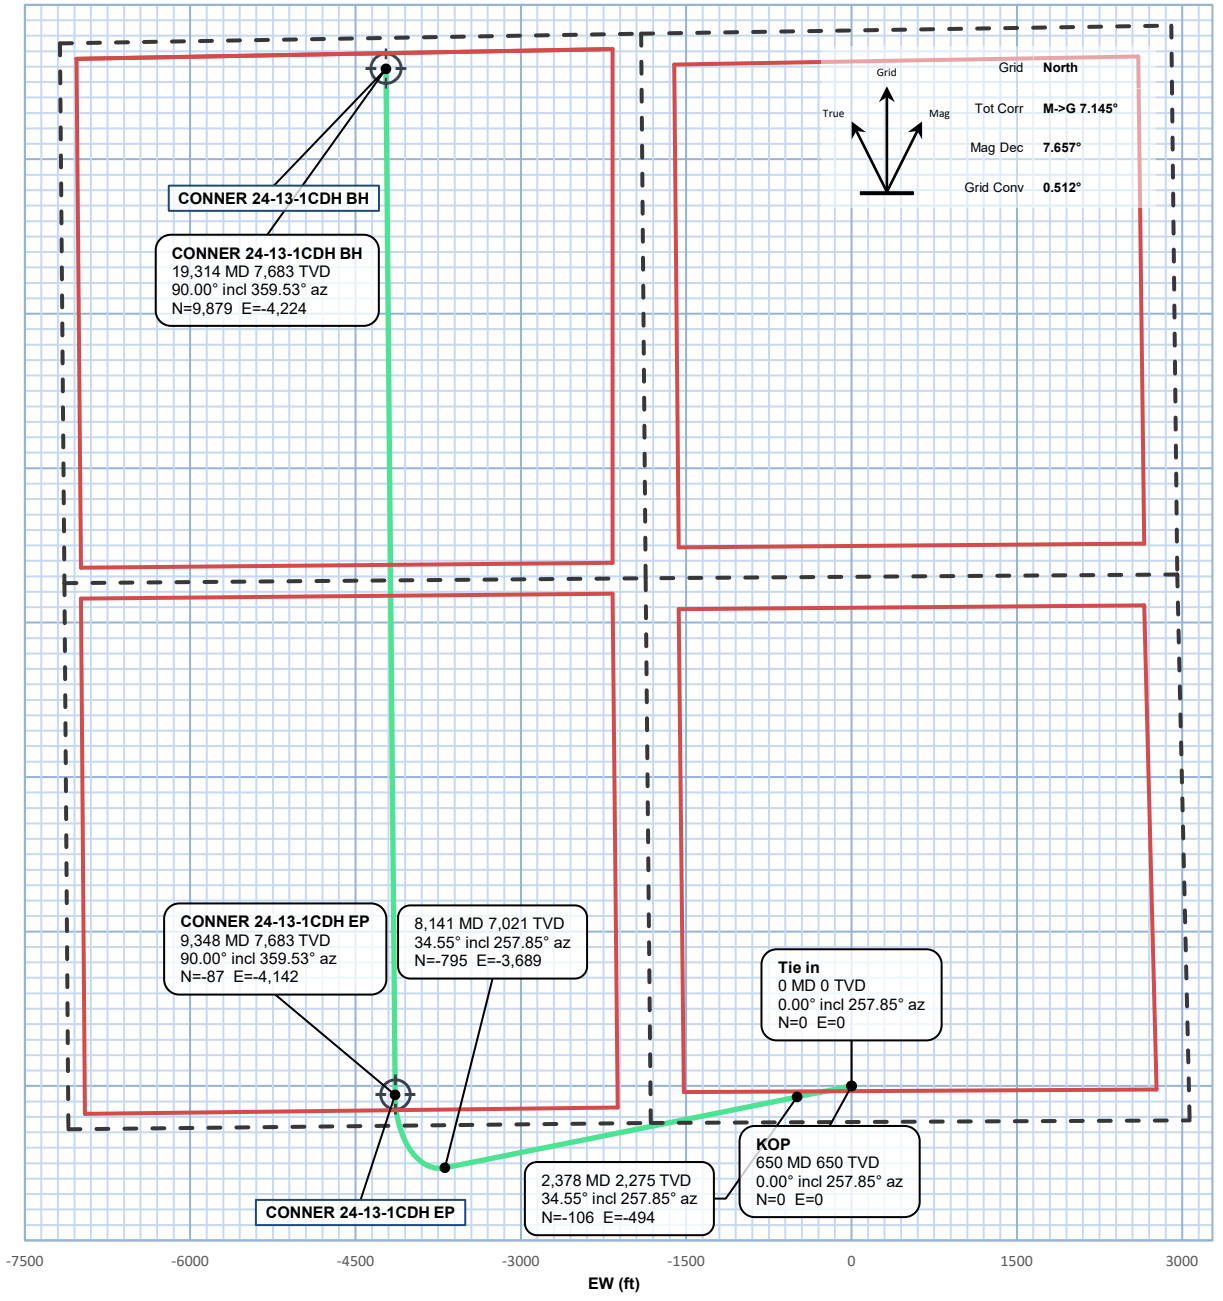 Grid
True
Mag
Grid North
Tot Corr M->G 7.145°
Mag Dec 7.657°
Grid Conv 0.512°
CONNER 24-13-1CDH BH
CONNER 24-13-1CDH BH
19,314 MD 7,683 TVD
90.00° incl 359.53° az
N=9,879 E=-4,224
CONNER 24-13-1CDH EP
9,348 MD 7,683 TVD
90.00° incl 359.53° az
N=-87 E=-4,142
8,141 MD 7,021 TVD
34.55° incl 257.85° az
N=-795 E=-3,689
Tie in
0 MD 0 TVD
0.00° incl 257.85° az
N=0 E=0
KOP
650 MD 650 TVD
0.00° incl 257.85° az
N=0 E=0
2,378 MD 2,275 TVD
34.55° incl 257.85° az
N=-106 E=-494
CONNER 24-13-1CDH EP
-7500 -6000 -4500 -3000 -1500 0 1500 3000
EW (ft)